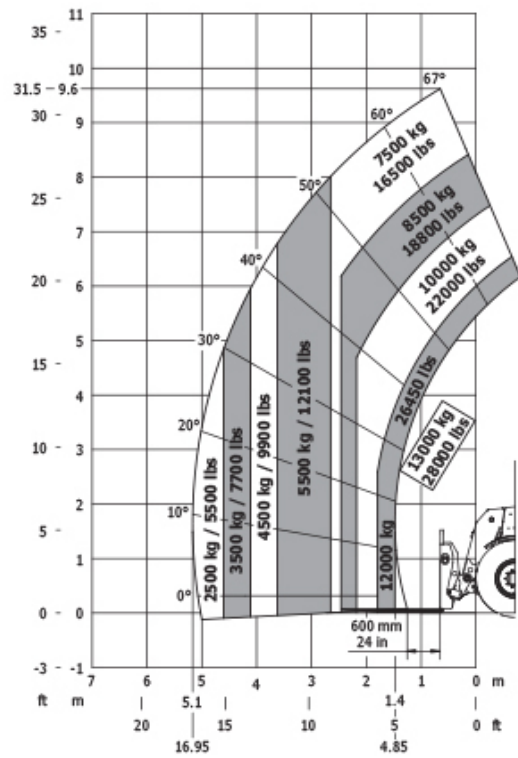 11
35
10
67°
31.5 9.6
60°
30
9
7500 kg
16500 lbs
8
50°
25
8500 kg
18800 lbs
7
40°
10000 kg
22000 lbs
20
6
5
30°
15
4
26450 lbs
20°
3
13000 kg
28000 lbs
10
2
10°
2500 kg / 5500 lbs
3500 kg / 7700 lbs
4500 kg / 9900 lbs
5500 kg / 12100 lbs
12000 kg
5
1
0°
0 0
600 mm
24 in
-3 -1
7 6 5 4 3 2 1 0 m
ft m
5.1 1.4
20 15 10 5 0 ft
16.95 4.85